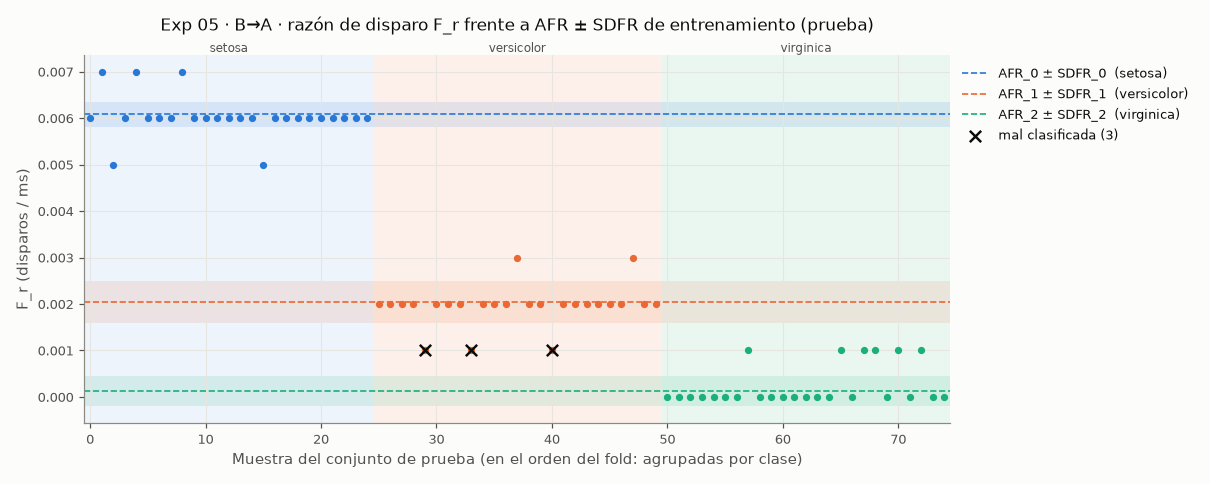 Exp 05 · B→A · razón de disparo F_r frente a AFR ± SDFR de entrenamiento (prueba)
setosa
versicolor
virginica
0.007
0.006
0.005
0.004
0.003
0.002
0.001
0.000
F_r (disparos / ms)
0
10
20
30
40
50
60
70
Muestra del conjunto de prueba (en el orden del fold: agrupadas por clase)
AFR_0 ± SDFR_0  (setosa)
AFR_1 ± SDFR_1  (versicolor)
AFR_2 ± SDFR_2  (virginica)
mal clasificada (3)